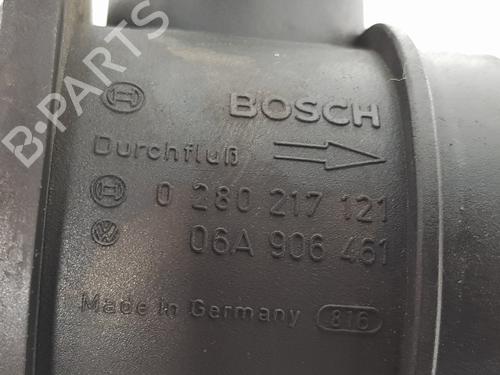 BOSCH
Durchfluß
0 280 217 121
06A 906 461
Made in Germany 816
B-PARTS